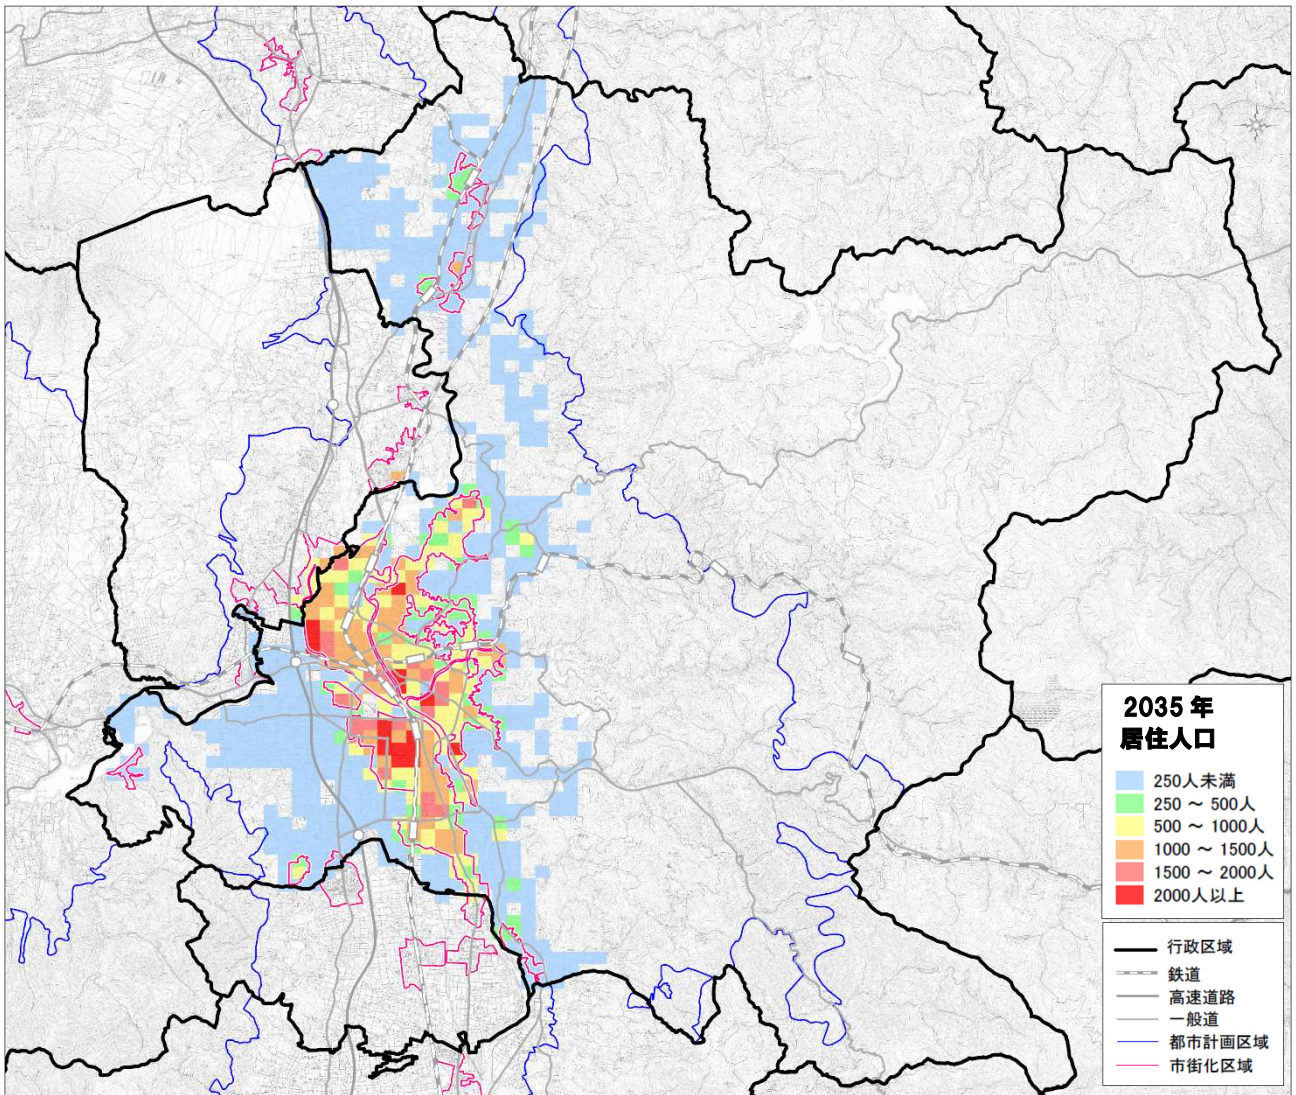 2035 年
居住人口
250人未満
250 ～ 500人
500 ～ 1000人
1000 ～ 1500人
1500 ～ 2000人
2000人以上
行政区域
鉄道
高速道路
一般道
都市計画区域
市街化区域